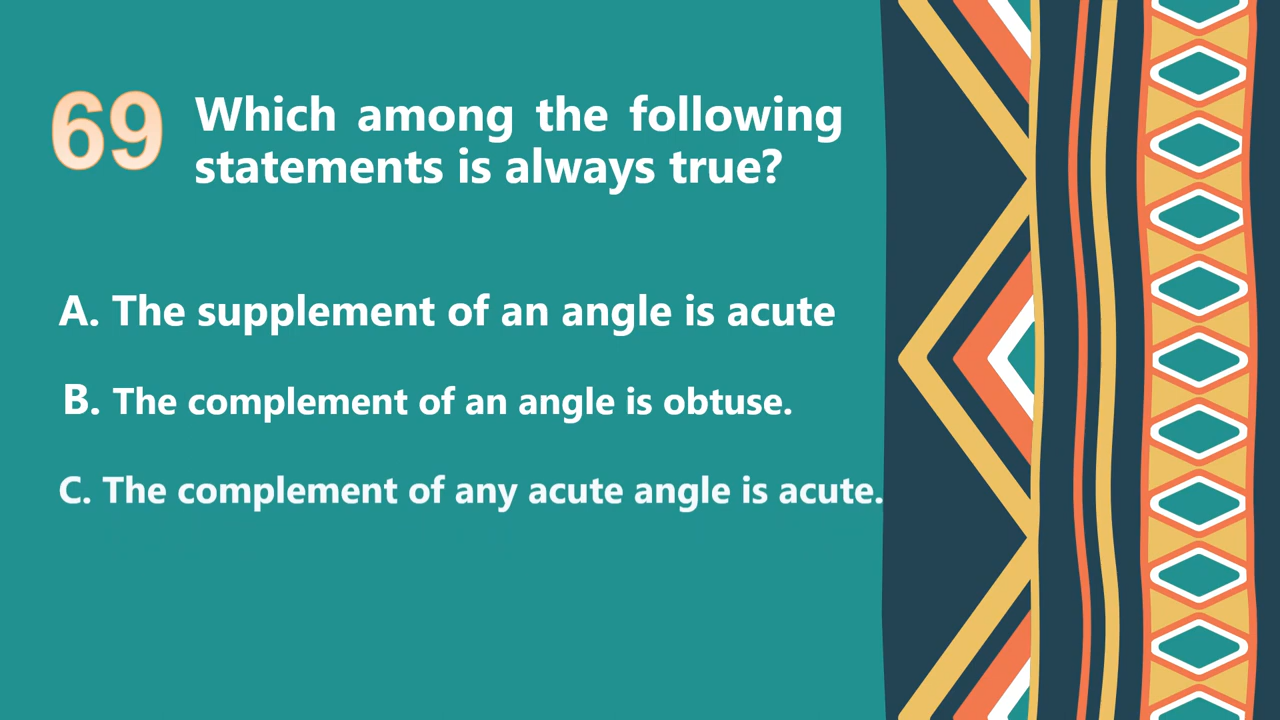 69 Which among the following
statements is always true?
A. The supplement of an angle is acute
B. The complement of an angle is obtuse.
C. The complement of any acute angle is acute.